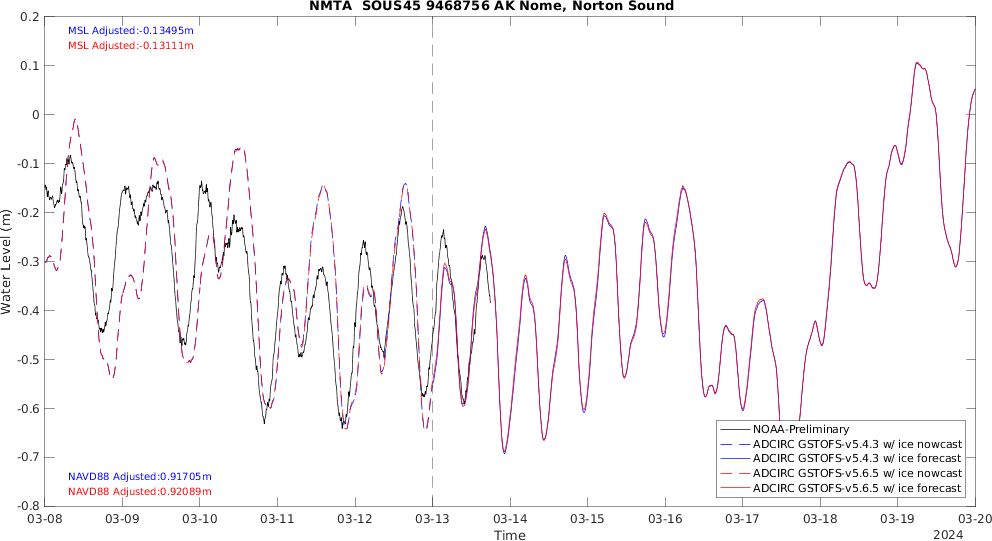 NMTA SOUS45 9468756 AK Nome, Norton Sound
MSL Adjusted:-0.13495m
MSL Adjusted:-0.13111m
0.2
0.1
0
-0.1
-0.2
-0.3
-0.4
-0.5
-0.6
-0.7
-0.8
Water Level (m)
NOAA-Preliminary
ADCIRC GSTOFS-v5.4.3 w/ ice nowcast
ADCIRC GSTOFS-v5.4.3 w/ ice forecast
ADCIRC GSTOFS-v5.6.5 w/ ice nowcast
ADCIRC GSTOFS-v5.6.5 w/ ice forecast
NAVD88 Adjusted:0.91705m
NAVD88 Adjusted:0.92089m
03-08 03-09 03-10 03-11 03-12 03-13 03-14 03-15 03-16 03-17 03-18 03-19 03-20
Time
2024